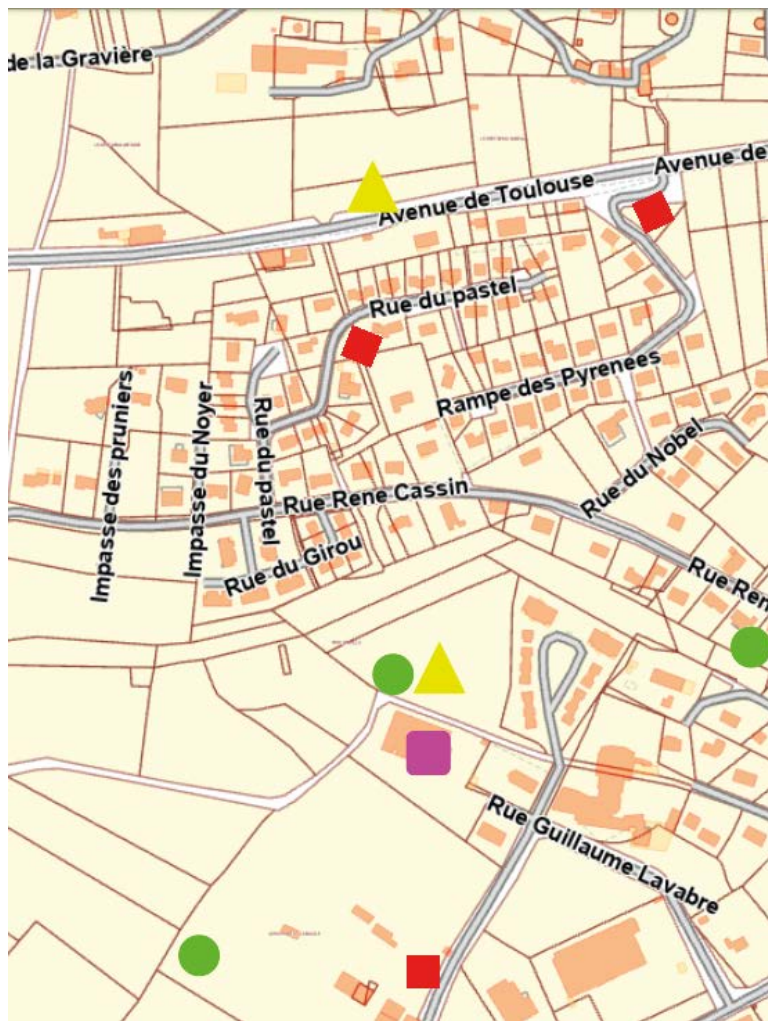 de la Gravière
Avenue de
Avenue de Toulouse
Rue du pastel
Rampe des Pyrenees
Impasse des pruniers
Impasse du Noyer
Rue du pastel
Rue du Nobel
Rue Rene Cassin
Rue du Girou
Rue Ren
Rue Guillaume Lavabre